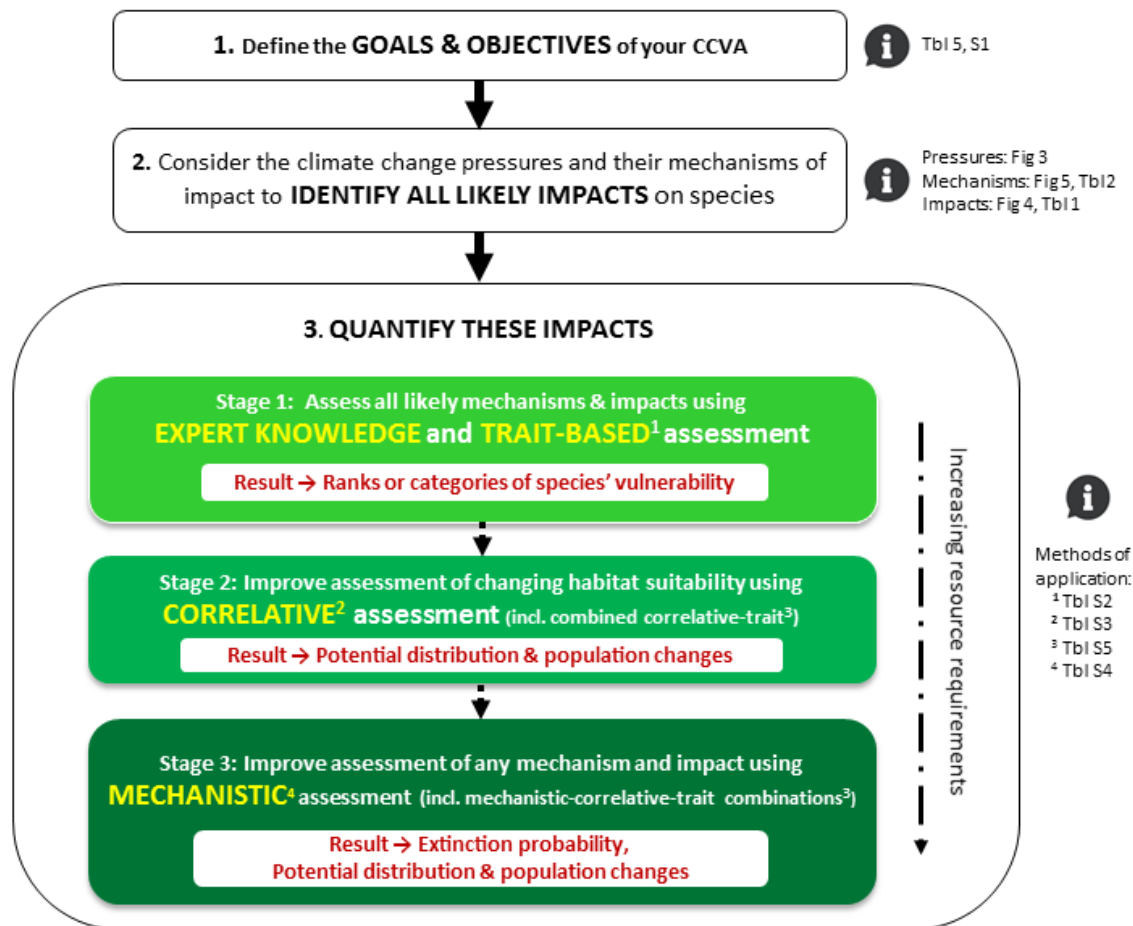 1. Define the GOALS & OBJECTIVES of your CCVA
Tbl 5, S1
2. Consider the climate change pressures and their mechanisms of
impact to IDENTIFY ALL LIKELY IMPACTS on species
Pressures: Fig 3
Mechanisms: Fig 5, Tbl 2
Impacts: Fig 4, Tbl 1
3. QUANTIFY THESE IMPACTS
Stage 1: Assess all likely mechanisms & impacts using
EXPERT KNOWLEDGE and TRAIT-BASED¹ assessment
Result → Ranks or categories of species’ vulnerability
Stage 2: Improve assessment of changing habitat suitability using
CORRELATIVE² assessment (incl. combined correlative-trait³)
Result → Potential distribution & population changes
Stage 3: Improve assessment of any mechanism and impact using
MECHANISTIC⁴ assessment (incl. mechanistic-correlative-trait combinations³)
Result → Extinction probability,
Potential distribution & population changes
Increasing resource requirements
Methods of
application:
¹ Tbl S2
² Tbl S3
³ Tbl S5
⁴ Tbl S4